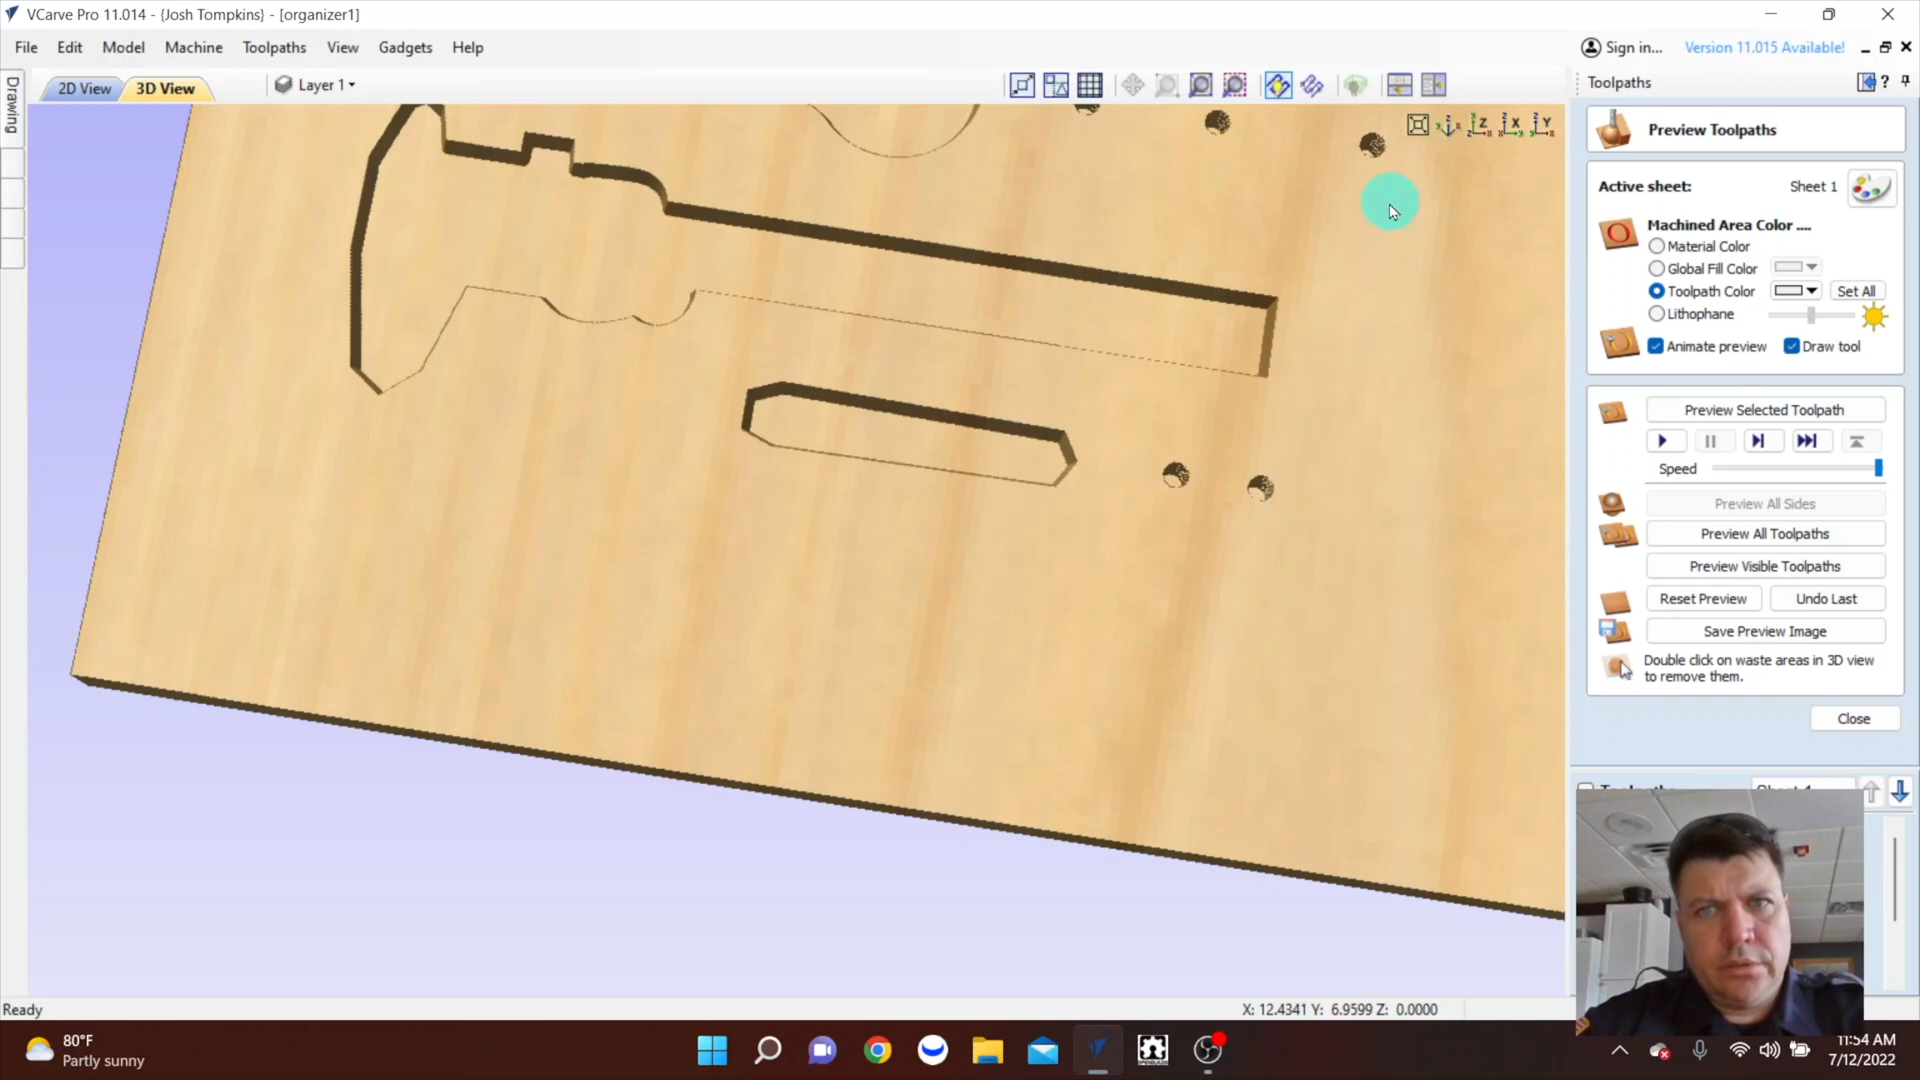 VCarve Pro 11.014 - {Josh Tompkins} - [organizer1]
File Edit Model Machine Toolpaths View Gadgets Help
Sign in... Version 11.015 Available!
Drawing
2D View 3D View Layer 1
Toolpaths ?
Z X Y
Preview Toolpaths
Active sheet: Sheet 1
Machined Area Color ....
Material Color
Global Fill Color
Toolpath Color Set All
Lithophane
Animate preview Draw tool
Preview Selected Toolpath
Speed
Preview All Sides
Preview All Toolpaths
Preview Visible Toolpaths
Reset Preview Undo Last
Save Preview Image
Double click on waste areas in 3D view
to remove them.
Close
Ready
X: 12.4341 Y: 6.9599 Z: 0.0000
80°F
Partly sunny
11:54 AM
7/12/2022